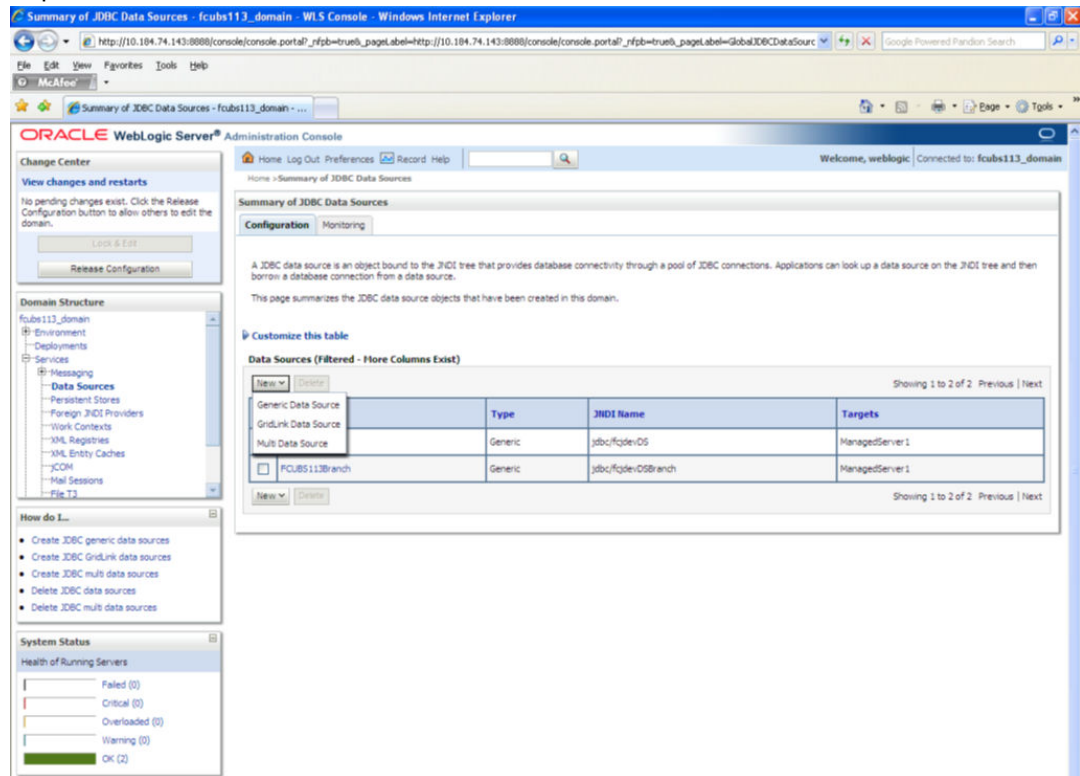 Summary of JDBC Data Sources - fcubs113_domain - WLS Console - Windows Internet Explorer
http://10.184.74.143:8888/console/console.portal?_nfpb=true&_pageLabel=http://10.184.74.143:8888/console/console.portal?_nfpb=true&_pageLabel=GlobalJDBCDataSourc
Google Powered Pandion Search
File Edit View Favorites Tools Help
McAfee
Summary of JDBC Data Sources - fcubs113_domain - ...
Page Tools
ORACLE WebLogic Server® Administration Console
Change Center
View changes and restarts
No pending changes exist. Click the Release
Configuration button to allow others to edit the
domain.
Lock & Edit
Release Configuration
Domain Structure
fcubs113_domain
Environment
Deployments
Services
Messaging
Data Sources
Persistent Stores
Foreign JNDI Providers
Work Contexts
XML Registries
XML Entity Caches
jCOM
Mail Sessions
File T3
How do I...
Create JDBC generic data sources
Create JDBC GridLink data sources
Create JDBC multi data sources
Delete JDBC data sources
Delete JDBC multi data sources
System Status
Health of Running Servers
Failed (0)
Critical (0)
Overloaded (0)
Warning (0)
OK (2)
Home Log Out Preferences Record Help
Welcome, weblogic Connected to: fcubs113_domain
Home >Summary of JDBC Data Sources
Summary of JDBC Data Sources
Configuration Monitoring
A JDBC data source is an object bound to the JNDI tree that provides database connectivity through a pool of JDBC connections. Applications can look up a data source on the JNDI tree and then
borrow a database connection from a data source.
This page summarizes the JDBC data source objects that have been created in this domain.
Customize this table
Data Sources (Filtered - More Columns Exist)
New Delete Showing 1 to 2 of 2 Previous | Next
Generic Data Source
GridLink Data Source
Multi Data Source
Type JNDI Name Targets
Generic jdbc/fcjdevDS ManagedServer1
FCUBS113Branch Generic jdbc/fcjdevDSBranch ManagedServer1
New Delete Showing 1 to 2 of 2 Previous | Next